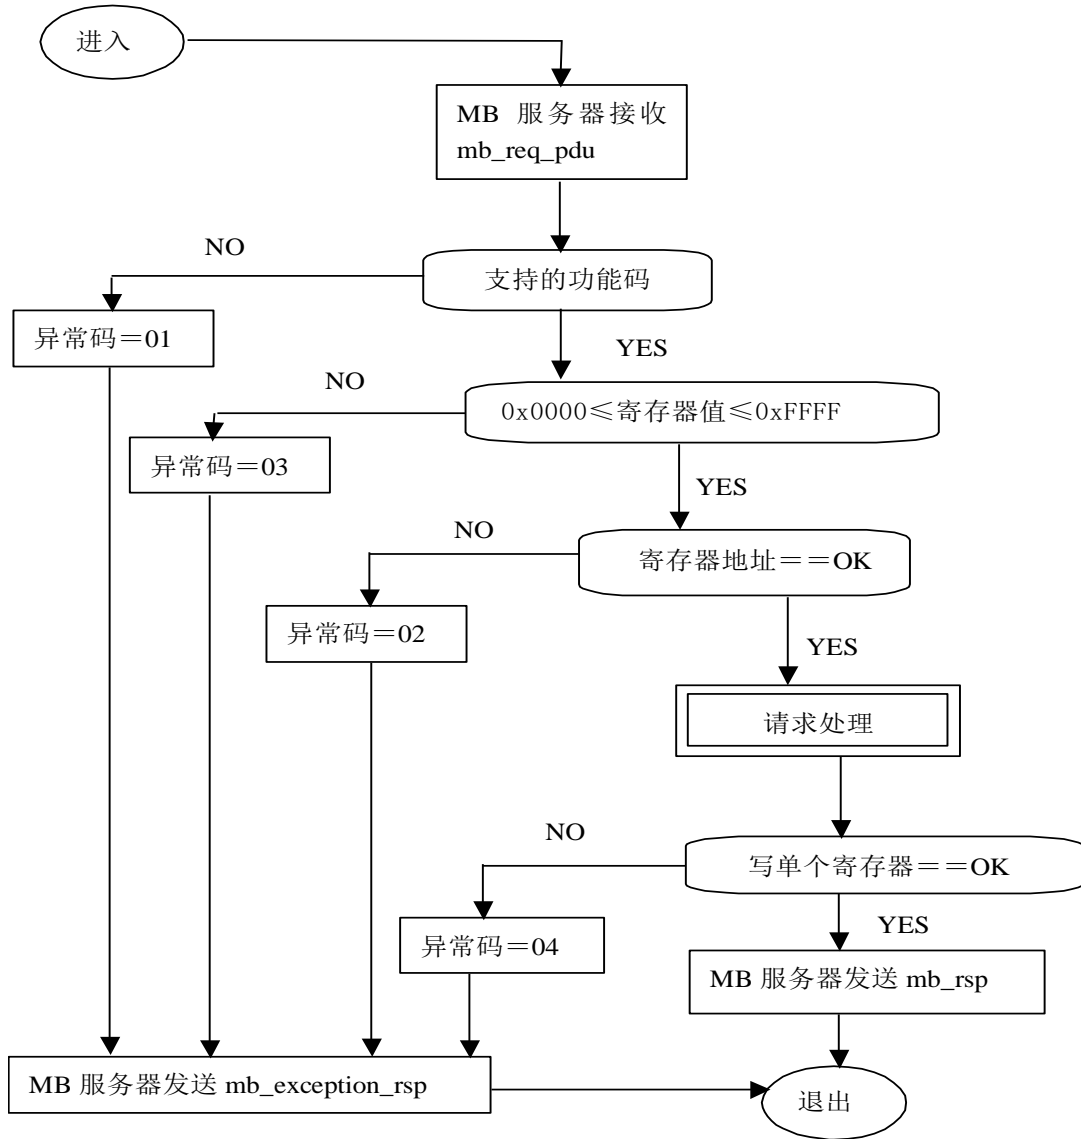 进入
MB 服务器接收
mb_req_pdu
NO
支持的功能码
异常码＝01
YES
NO
0x0000≤寄存器值≤0xFFFF
异常码＝03
YES
NO
寄存器地址＝＝OK
异常码＝02
YES
请求处理
NO
写单个寄存器＝＝OK
YES
异常码＝04
MB 服务器发送 mb_rsp
MB 服务器发送 mb_exception_rsp
退出